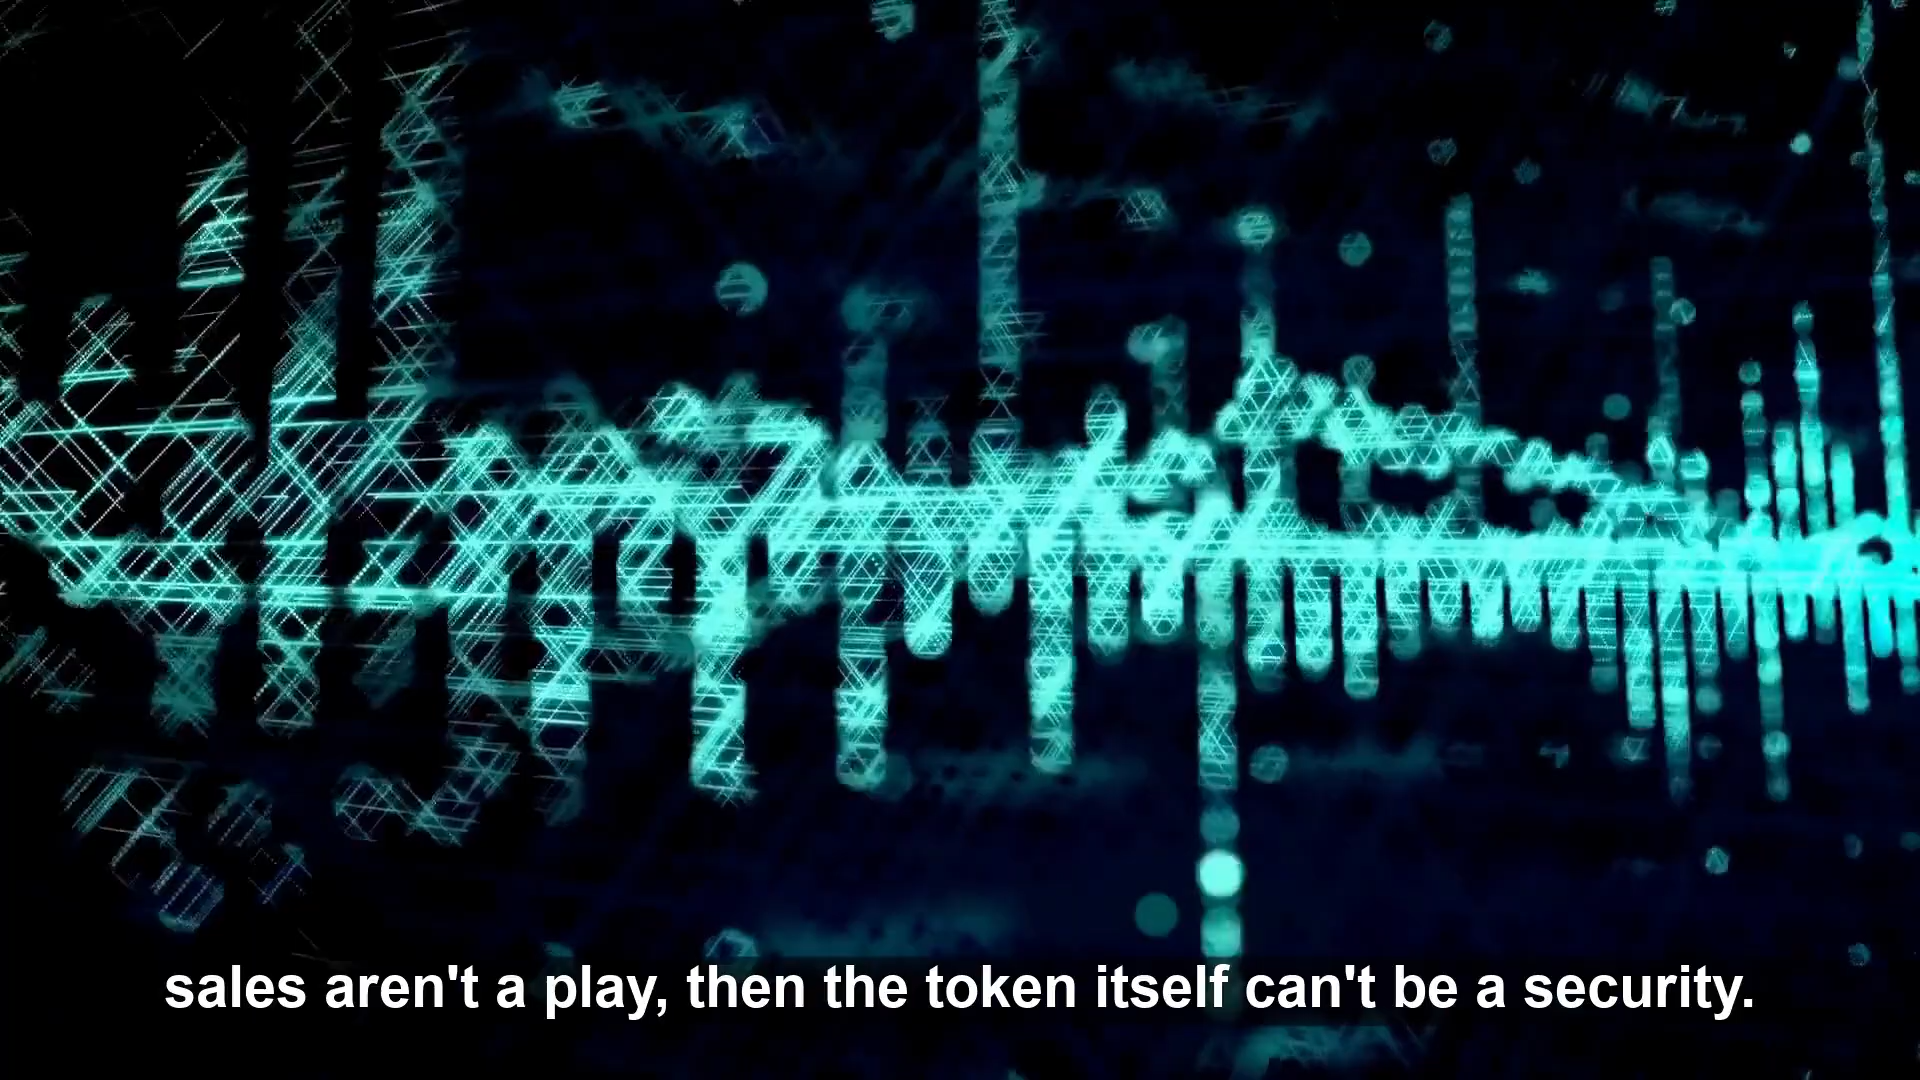 sales aren't a play, then the token itself can't be a security.